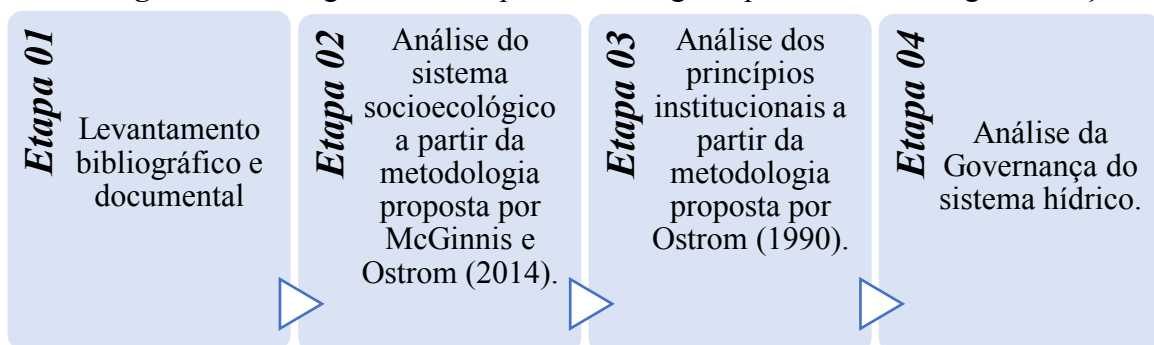 Etapa 01
Levantamento
bibliográfico e
documental
Etapa 02
Análise do
sistema
socioecológico
a partir da
metodologia
proposta por
McGinnis e
Ostrom (2014).
Etapa 03
Análise dos
princípios
institucionais a
partir da
metodologia
proposta por
Ostrom (1990).
Etapa 04
Análise da
Governança do
sistema hídrico.